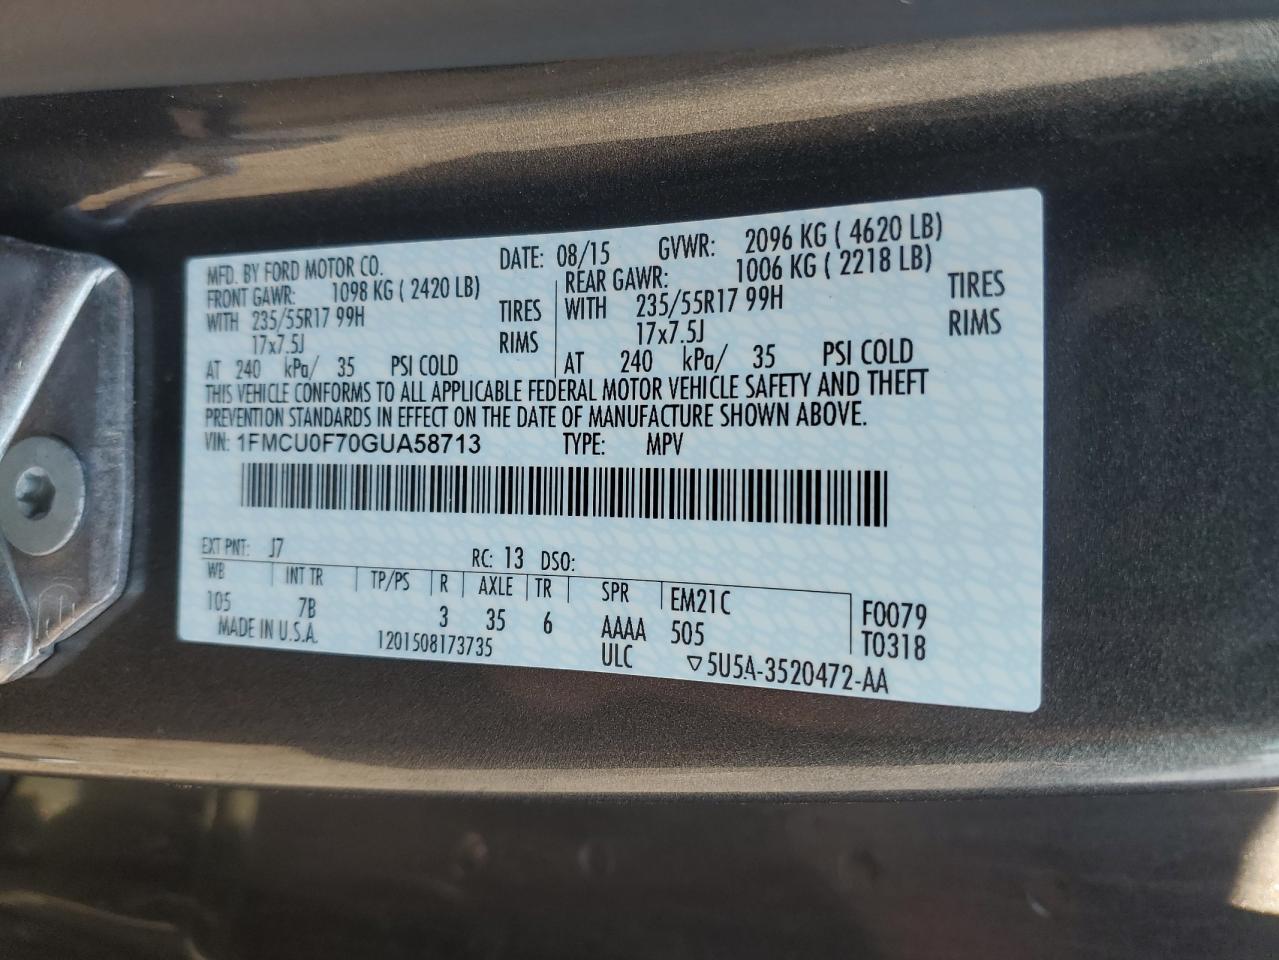 MFD. BY FORD MOTOR CO. DATE: 08/15 GVWR: 2096 KG ( 4620 LB)
FRONT GAWR: 1098 KG ( 2420 LB) REAR GAWR: 1006 KG ( 2218 LB)
WITH 235/55R17 99H TIRES WITH 235/55R17 99H TIRES
17x7.5J RIMS 17x7.5J RIMS
AT 240 kPa/ 35 PSI COLD AT 240 kPa/ 35 PSI COLD
THIS VEHICLE CONFORMS TO ALL APPLICABLE FEDERAL MOTOR VEHICLE SAFETY AND THEFT
PREVENTION STANDARDS IN EFFECT ON THE DATE OF MANUFACTURE SHOWN ABOVE.
VIN: 1FMCU0F70GUA58713 TYPE: MPV
EXT PNT: J7 RC: 13 DSO:
WB INT TR TP/PS R AXLE TR SPR EM21C F0079
105 7B 3 35 6 AAAA 505 T0318
MADE IN U.S.A. 1201508173735 ULC ▽5U5A-3520472-AA